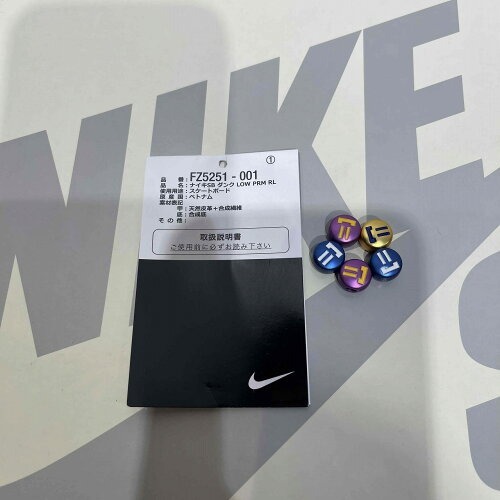 NIKE
S
①
品 番 : FZ5251 - 001
品 名 : ナイキSB ダンク LOW PRM RL
使用用途 : スケートボード
原 産 国 : ベトナム
素材表記
甲 : 天然皮革+合成繊維
底 : 合成底
その他 :
取扱説明書
ご使用前に必ずお読み下さい